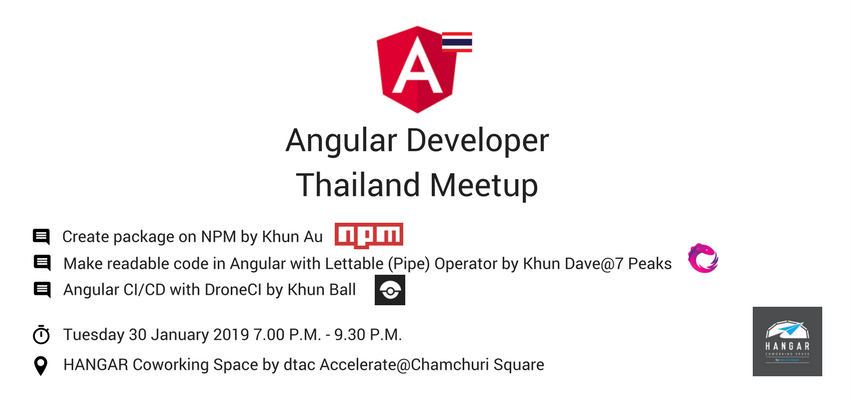 A
Angular Developer
Thailand Meetup
Create package on NPM by Khun Au
npm
Make readable code in Angular with Lettable (Pipe) Operator by Khun Dave@7 Peaks
Angular CI/CD with DroneCI by Khun Ball
Tuesday 30 January 2019 7.00 P.M. - 9.30 P.M.
HANGAR Coworking Space by dtac Accelerate@Chamchuri Square
HANGAR
COWORKING SPACE